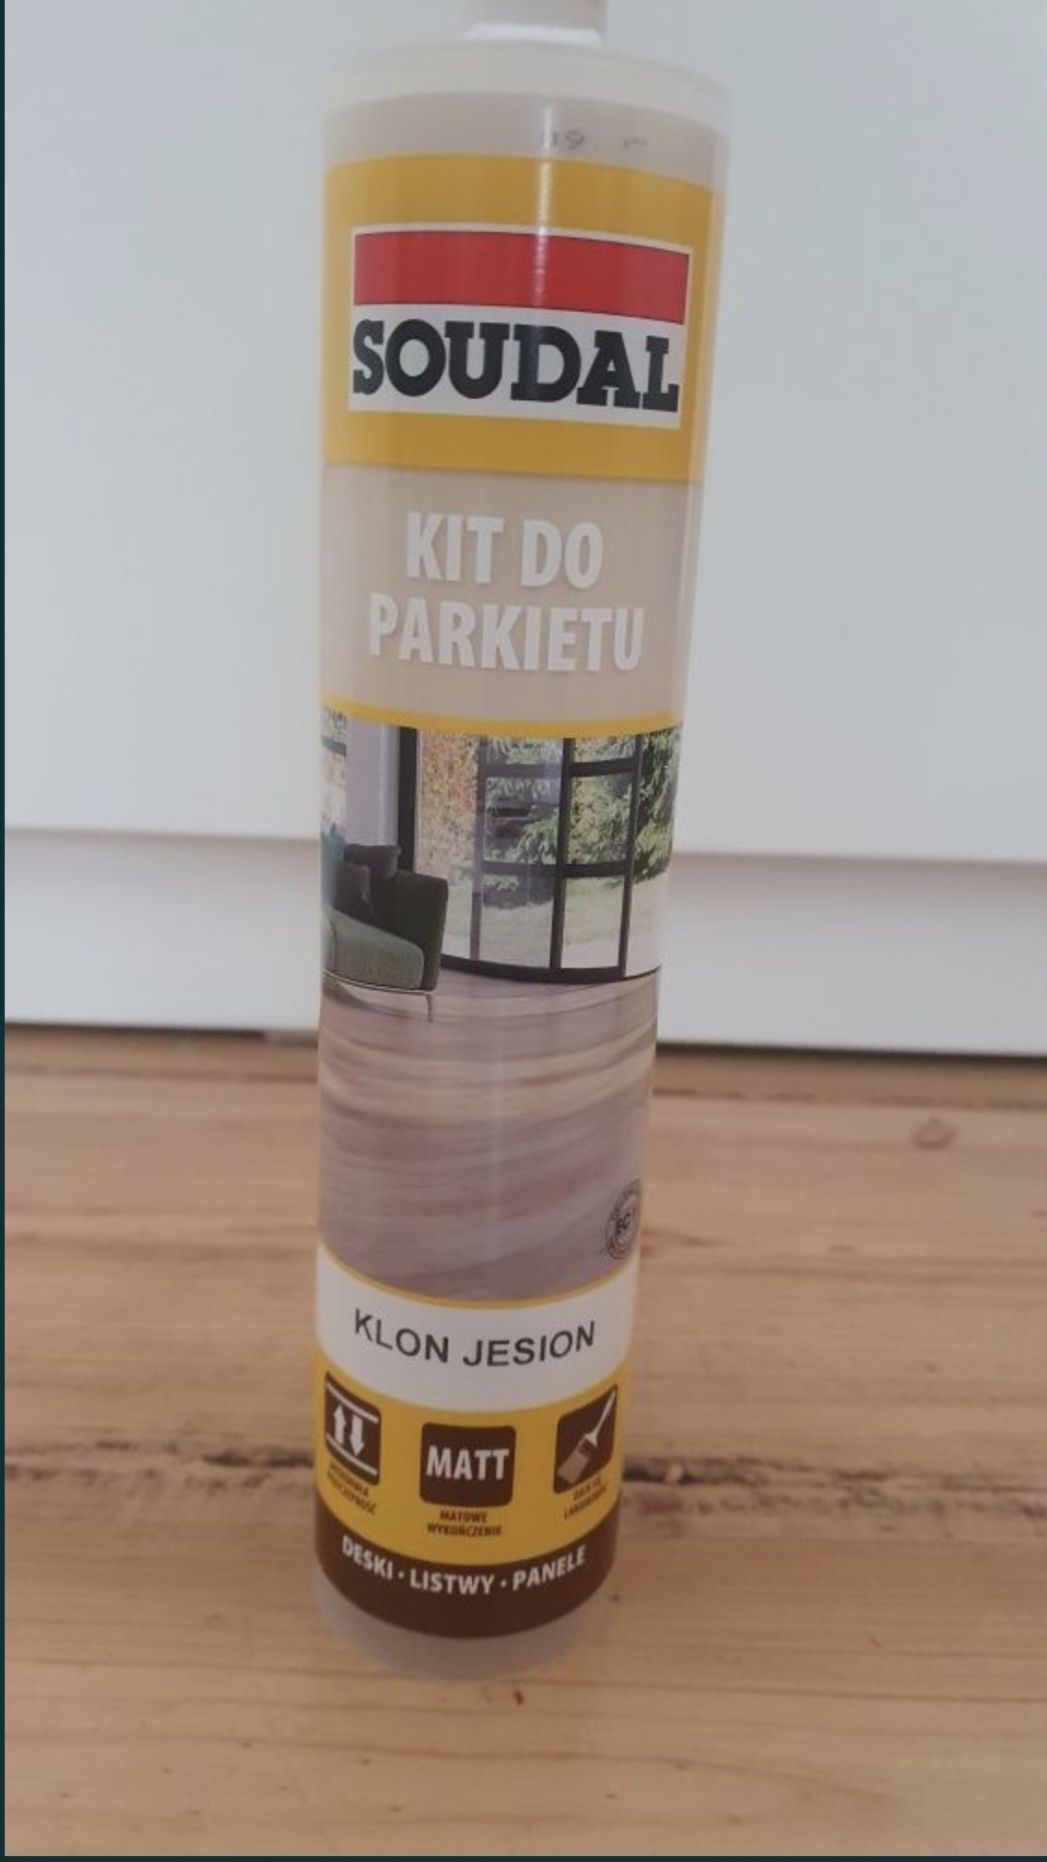 SOUDAL
KIT DO
PARKIETU
KLON JESION
MATT
MATOWE
WYKOŃCZENIE
DESKI • LISTWY • PANELE